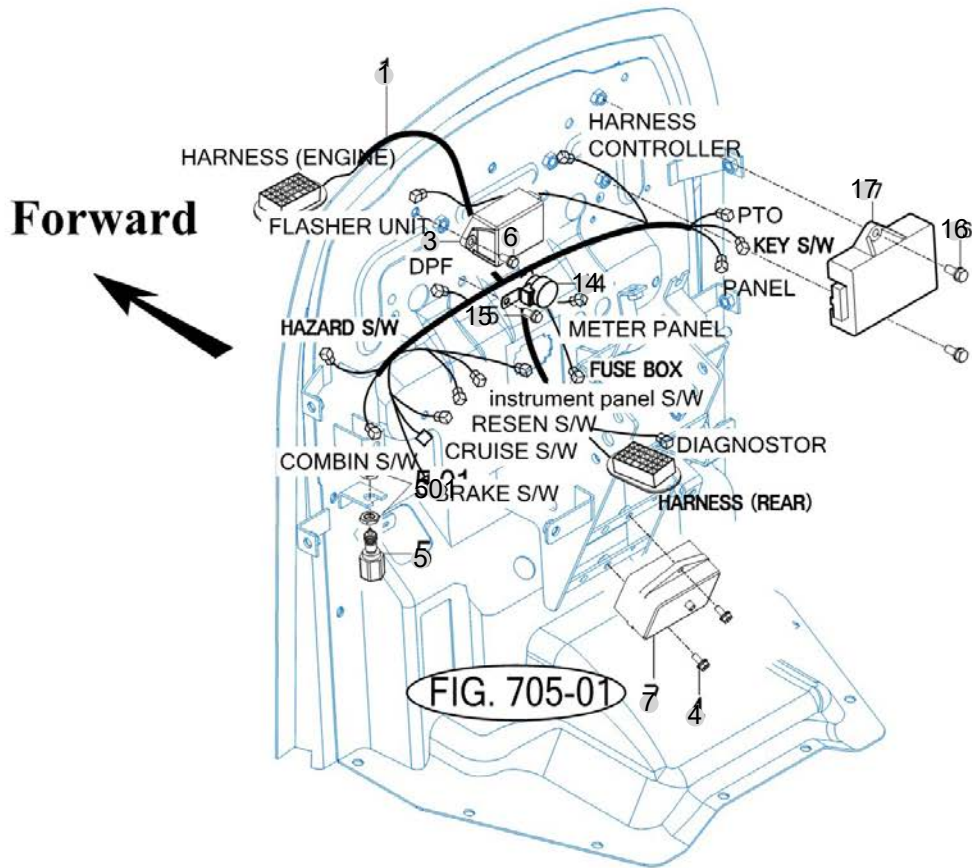 1
HARNESS
CONTROLLER
HARNESS (ENGINE)
17
Forward
FLASHER UNIT
PTO
16
3
6
KEY S/W
DPF
14
PANEL
15
HAZARD S/W
METER PANEL
FUSE BOX
instrument panel S/W
RESEN S/W
CRUISE S/W
DIAGNOSTOR
COMBIN S/W
BRAKE S/W
HARNESS (REAR)
5
FIG. 705-01
7
4